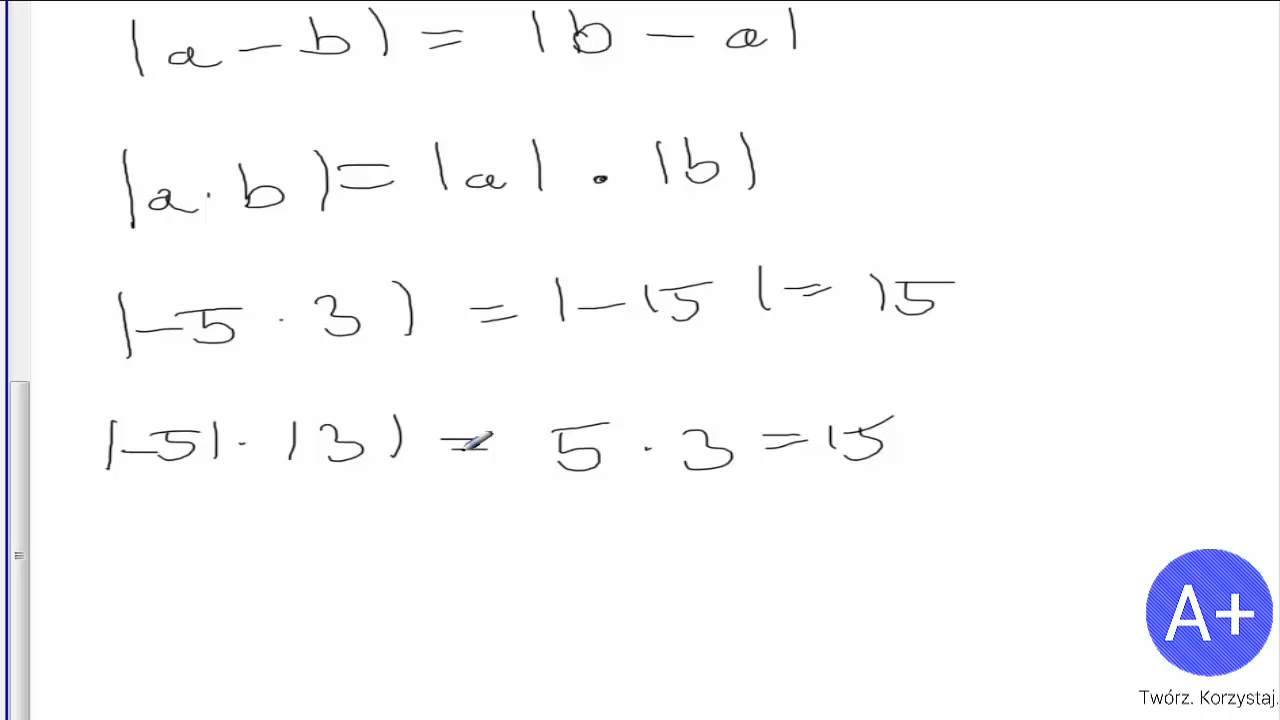 |a - b| = |b - a|
|a · b| = |a| · |b|
|-5 · 3| = |-15| = 15
|-5| · |3| = 5 · 3 = 15
A+
Twórz. Korzystaj.